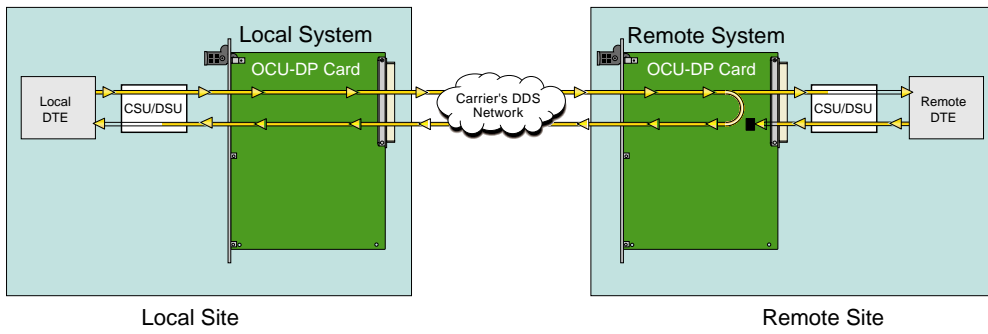 Local System
Remote System
OCU-DP Card
OCU-DP Card
Local
DTE
CSU/DSU
Carrier's DDS
Network
CSU/DSU
Remote
DTE
Local Site
Remote Site